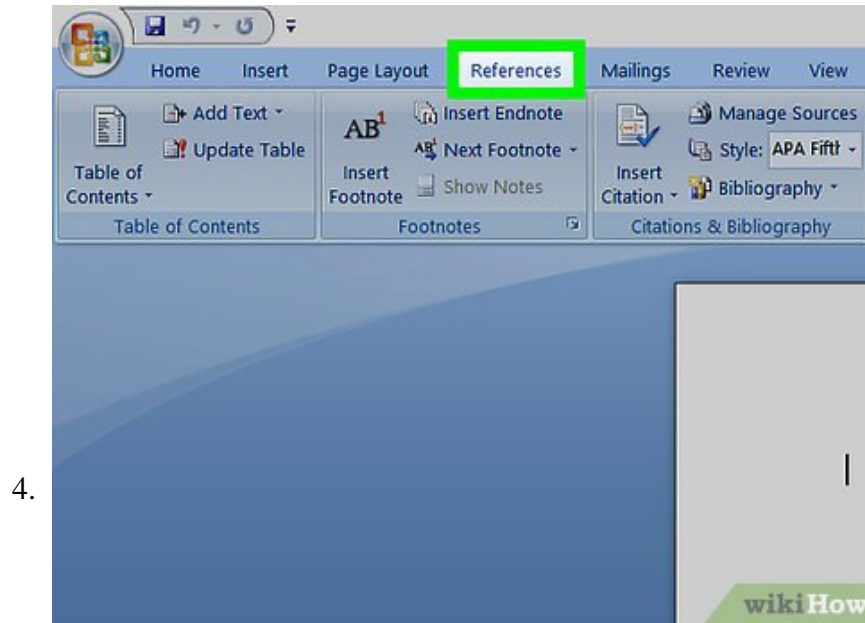 Home Insert Page Layout References Mailings Review View
Add Text
Update Table
Table of
Contents
Table of Contents
AB1
Insert
Footnote
Insert Endnote
Next Footnote
Show Notes
Footnotes
Insert
Citation
Manage Sources
Style: APA Fifth
Bibliography
Citations & Bibliography
4.
wikiHow